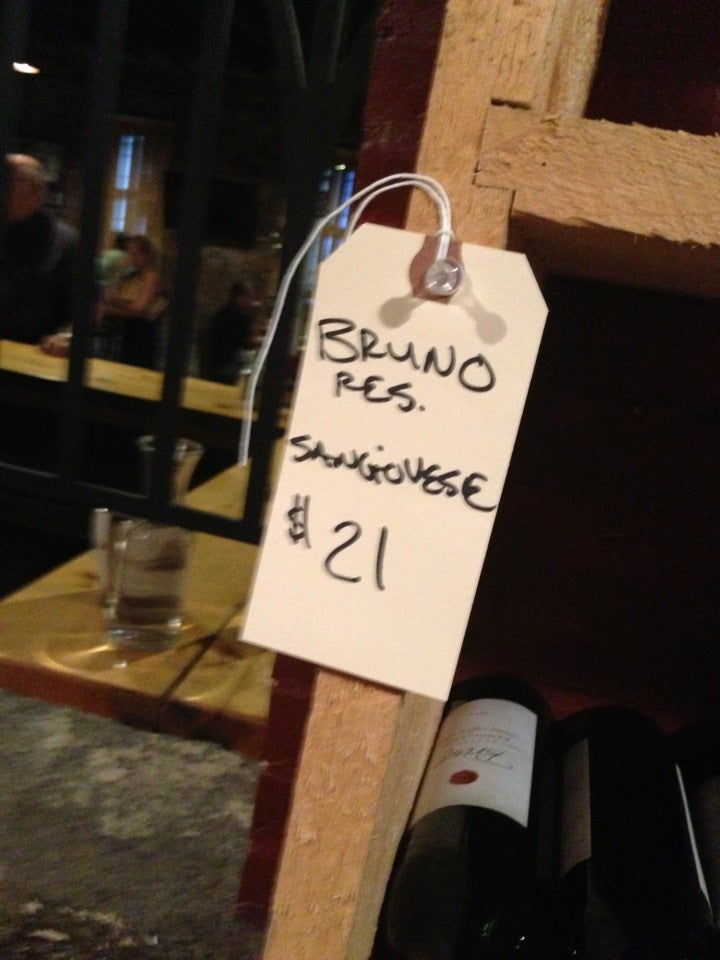 BRUNO
RES.
SANGiOVESE
$21